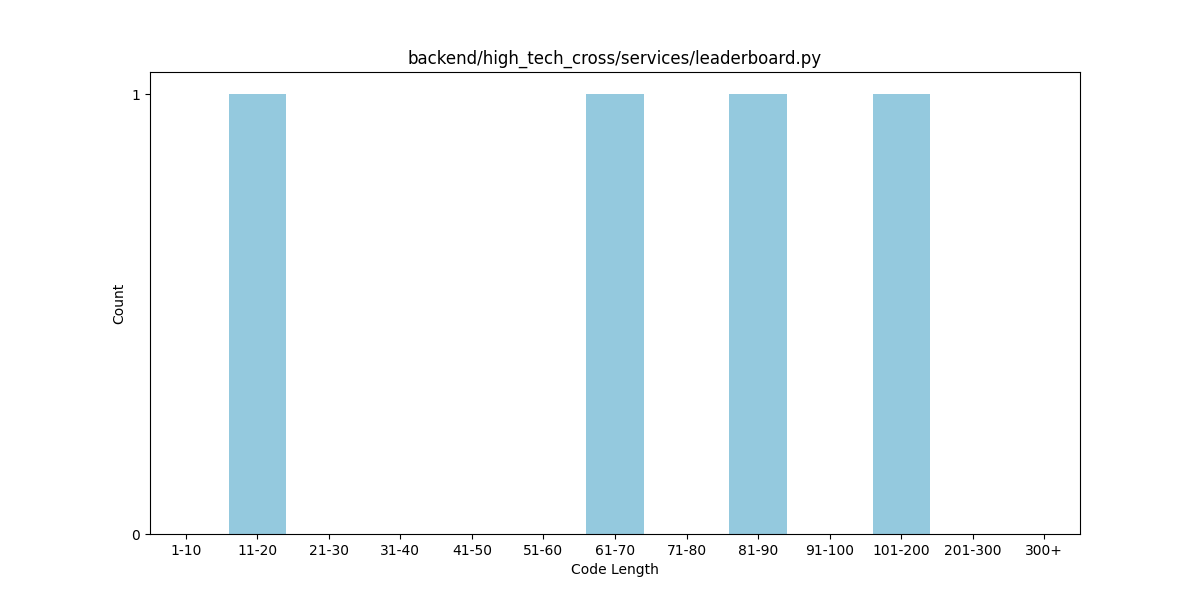 backend/high_tech_cross/services/leaderboard.py
1
0
Count
1-10 11-20 21-30 31-40 41-50 51-60 61-70 71-80 81-90 91-100 101-200 201-300 300+
Code Length